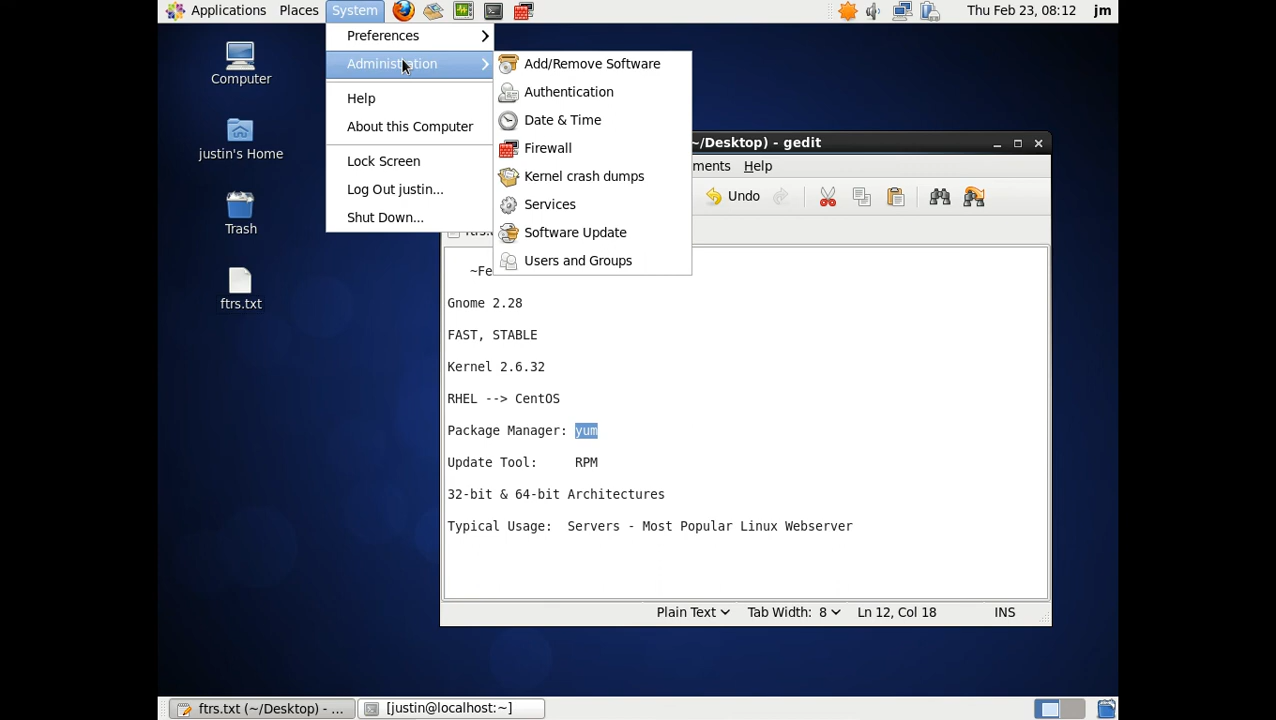 Applications Places System Thu Feb 23, 08:12 jm
Preferences
Administration
Help
About this Computer
Lock Screen
Log Out justin...
Shut Down...
Add/Remove Software
Authentication
Date & Time
Firewall
Kernel crash dumps
Services
Software Update
Users and Groups
Computer
justin's Home
Trash
ftrs.txt
~/Desktop) - gedit
ments Help
Undo
~Fe
Gnome 2.28
FAST, STABLE
Kernel 2.6.32
RHEL --> CentOS
Package Manager: yum
Update Tool: RPM
32-bit & 64-bit Architectures
Typical Usage: Servers - Most Popular Linux Webserver
Plain Text Tab Width: 8 Ln 12, Col 18 INS
ftrs.txt (~/Desktop) - ... [justin@localhost:~]